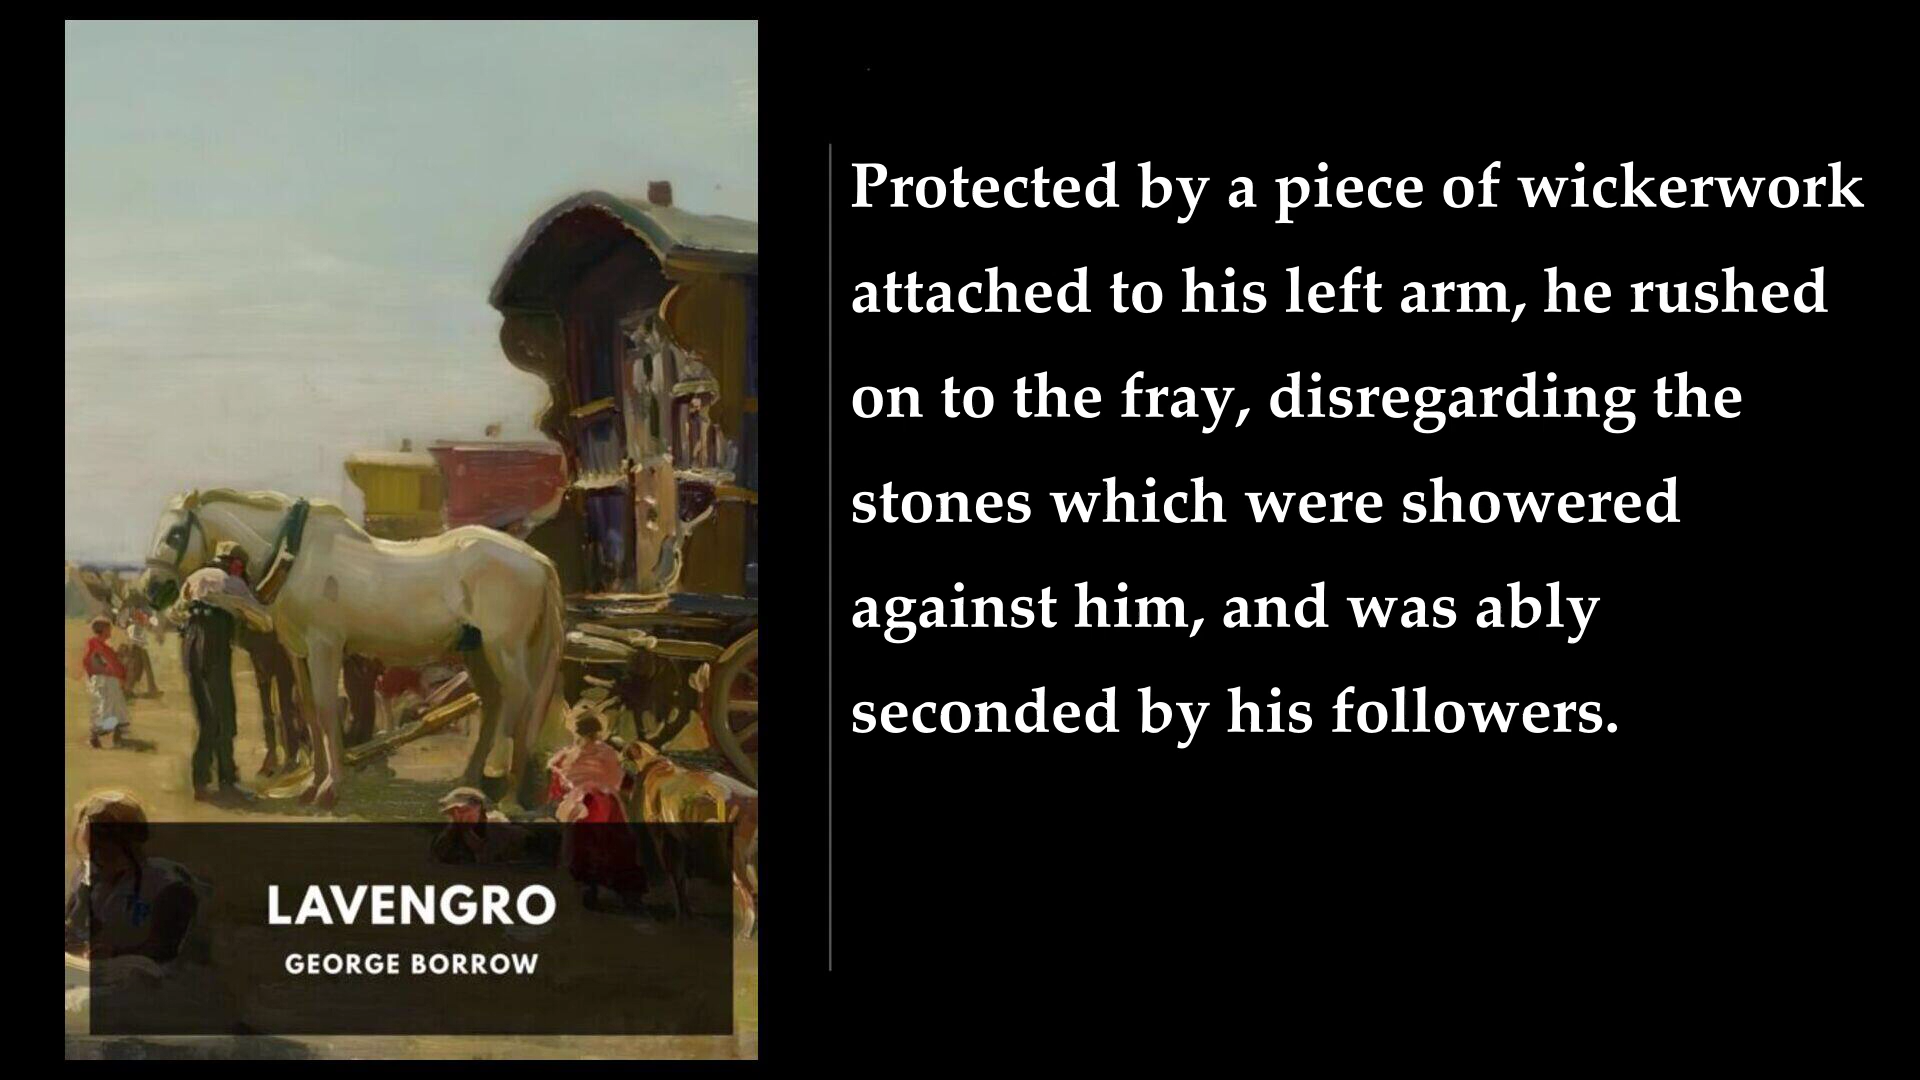 LAVENGRO
GEORGE BORROW
Protected by a piece of wickerwork
attached to his left arm, he rushed
on to the fray, disregarding the
stones which were showered
against him, and was ably
seconded by his followers.